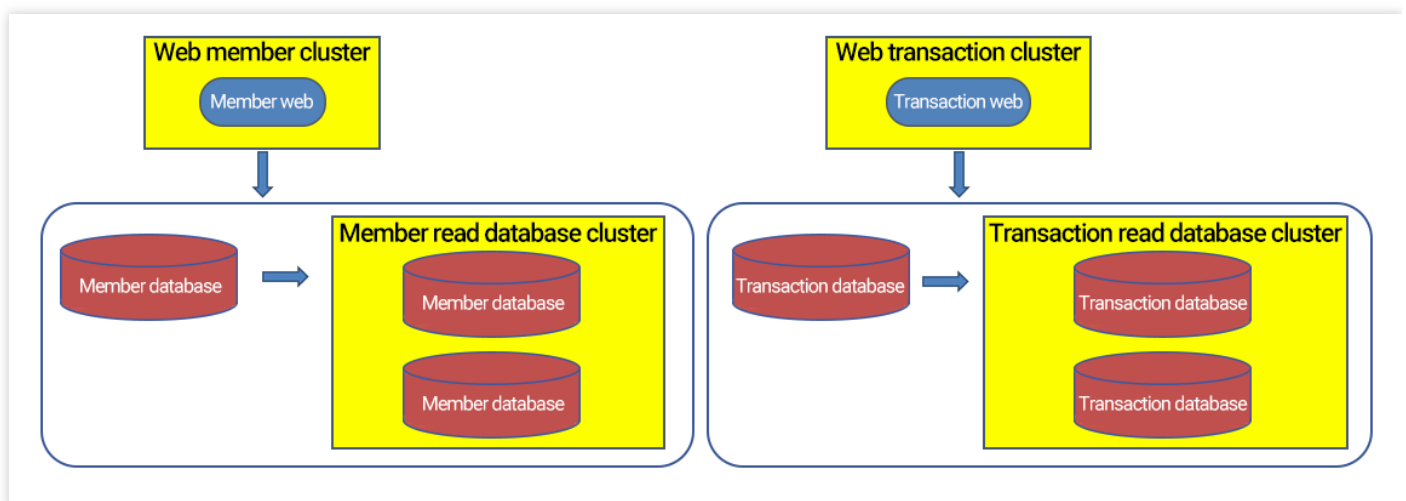 Web member cluster
Member web
Web transaction cluster
Transaction web
Member database
Member read database cluster
Member database
Member database
Transaction database
Transaction read database cluster
Transaction database
Transaction database